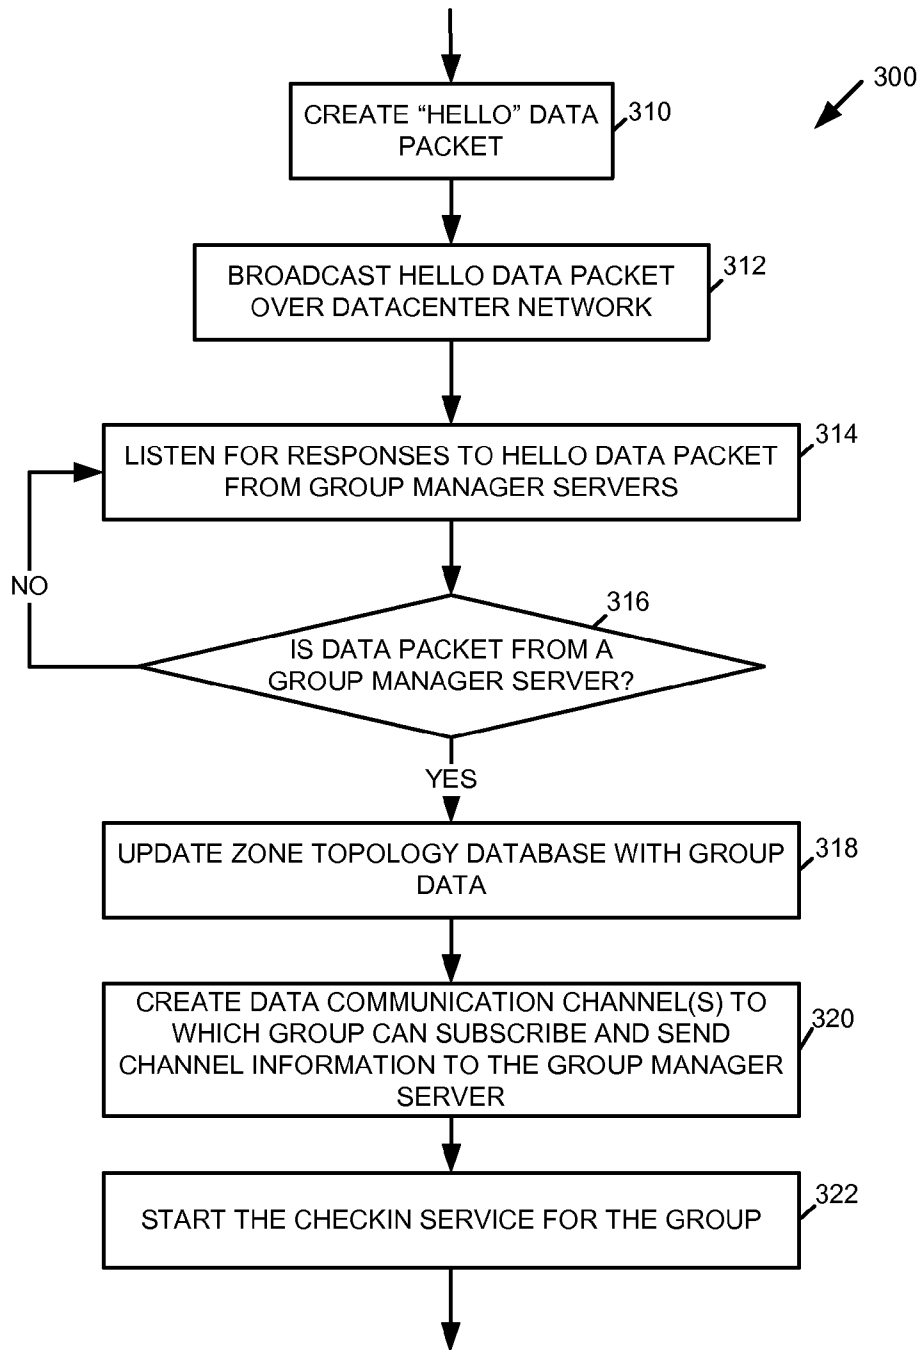 300
CREATE “HELLO” DATA
PACKET
310
BROADCAST HELLO DATA PACKET
OVER DATACENTER NETWORK
312
LISTEN FOR RESPONSES TO HELLO DATA PACKET
FROM GROUP MANAGER SERVERS
314
NO
316
IS DATA PACKET FROM A
GROUP MANAGER SERVER?
YES
UPDATE ZONE TOPOLOGY DATABASE WITH GROUP
DATA
318
CREATE DATA COMMUNICATION CHANNEL(S) TO
WHICH GROUP CAN SUBSCRIBE AND SEND
CHANNEL INFORMATION TO THE GROUP MANAGER
SERVER
320
START THE CHECKIN SERVICE FOR THE GROUP
322